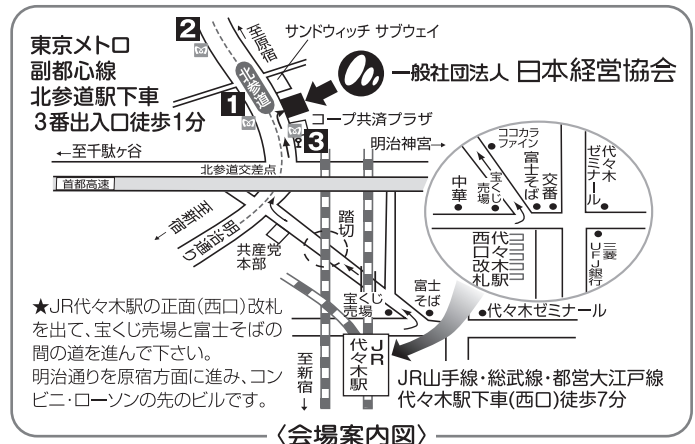 東京メトロ
副都心線
北参道駅下車
3番出入口徒歩1分
2
至原宿
サンドウィッチ サブウェイ
一般社団法人 日本経営協会
北参道
1
3
コープ共済プラザ
←至千駄ヶ谷
明治神宮→
北参道交差点
首都高速
至新宿
明治通り
共産党
本部
踏切
宝くじ
売場
富士
そば
代々木ゼミナール
JR
代々木駅
至新宿
ココカラ
ファイン
中華
宝くじ
売場
富士そば
交番
代々木
ゼミナール
代々木駅
西口改札
三菱
UFJ銀行
★JR代々木駅の正面(西口)改札
を出て、宝くじ売場と富士そばの
間の道を進んで下さい。
明治通りを原宿方面に進み、コン
ビニ・ローソンの先のビルです。
JR山手線・総武線・都営大江戸線
代々木駅下車(西口)徒歩7分
〈会場案内図〉